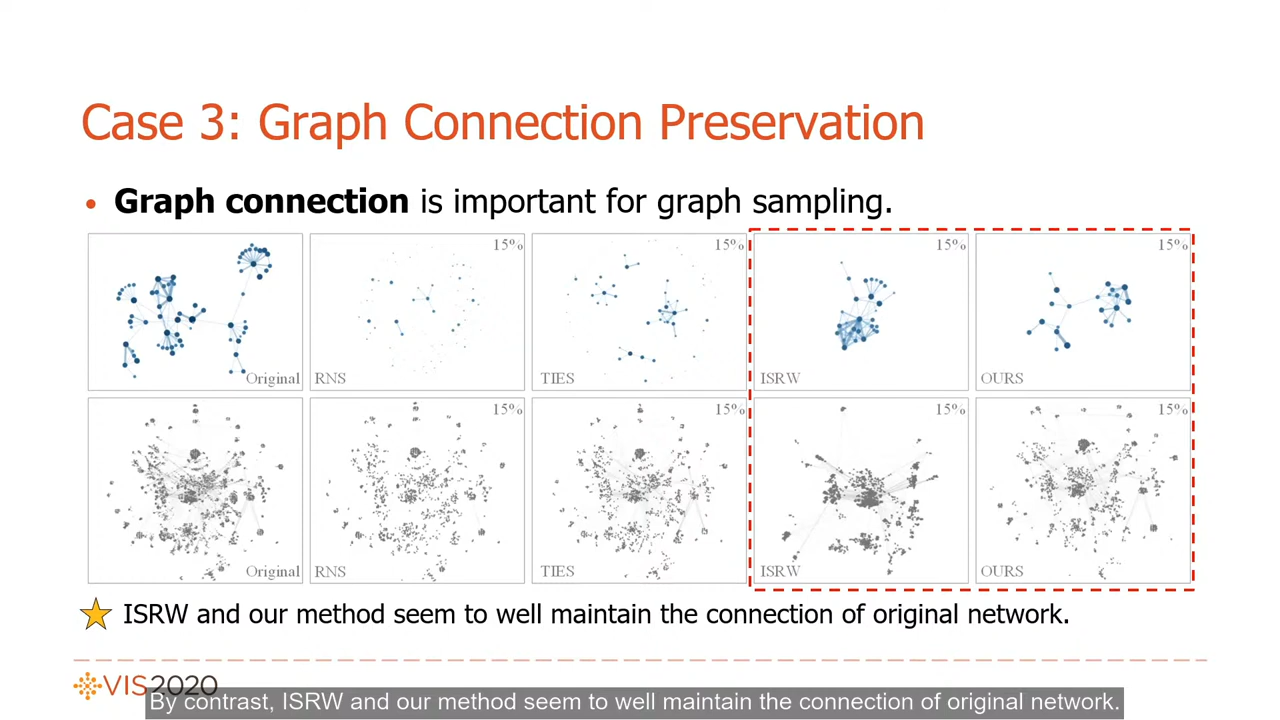 Case 3: Graph Connection Preservation
• Graph connection is important for graph sampling.
15%
15%
15%
15%
Original
RNS
TIES
ISRW
OURS
15%
15%
15%
15%
Original
RNS
TIES
ISRW
OURS
ISRW and our method seem to well maintain the connection of original network.
VIS2020
By contrast, ISRW and our method seem to well maintain the connection of original network.